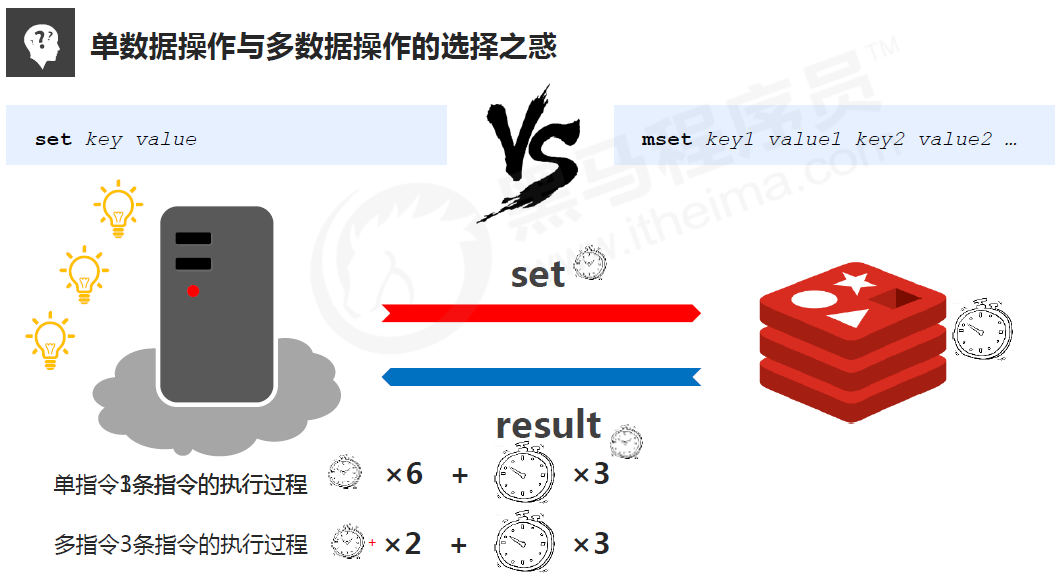 单数据操作与多数据操作的选择之惑
set key value
VS
mset key1 value1 key2 value2 …
黑马程序员™
www.itheima.com
set
result
单指令3条指令的执行过程 ×6 + ×3
多指令3条指令的执行过程 + ×2 + ×3